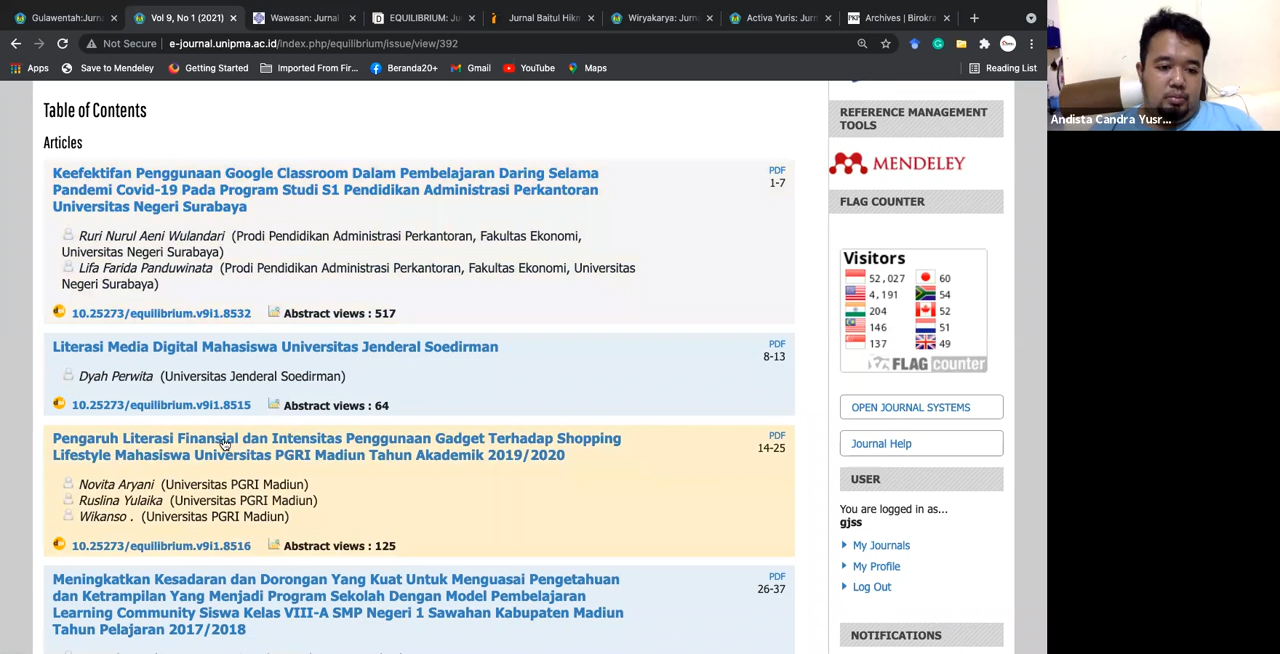 Gulawentah:Jurna
Vol 9, No 1 (2021)
Wawasan: Jurnal
EQUILIBRIUM: Ju
Jurnal Baitul Hikm
Wiryakarya: Jurna
Activa Yuris: Jurn
PKP
Archives | Birokra
Not Secure
e-journal.unipma.ac.id/index.php/equilibrium/issue/view/392
Apps
Save to Mendeley
Getting Started
Imported From Fir...
Beranda20+
Gmail
YouTube
Maps
Reading List
Andista Candra Yusr...
Table of Contents
Articles
Keefektifan Penggunaan Google Classroom Dalam Pembelajaran Daring Selama
Pandemi Covid-19 Pada Program Studi S1 Pendidikan Administrasi Perkantoran
Universitas Negeri Surabaya
PDF
1-7
Ruri Nurul Aeni Wulandari (Prodi Pendidikan Administrasi Perkantoran, Fakultas Ekonomi,
Universitas Negeri Surabaya)
Lifa Farida Panduwinata (Prodi Pendidikan Administrasi Perkantoran, Fakultas Ekonomi, Universitas
Negeri Surabaya)
10.25273/equilibrium.v9i1.8532 Abstract views : 517
Literasi Media Digital Mahasiswa Universitas Jenderal Soedirman
PDF
8-13
Dyah Perwita (Universitas Jenderal Soedirman)
10.25273/equilibrium.v9i1.8515 Abstract views : 64
Pengaruh Literasi Finansial dan Intensitas Penggunaan Gadget Terhadap Shopping
Lifestyle Mahasiswa Universitas PGRI Madiun Tahun Akademik 2019/2020
PDF
14-25
Novita Aryani (Universitas PGRI Madiun)
Ruslina Yulaika (Universitas PGRI Madiun)
Wikanso . (Universitas PGRI Madiun)
10.25273/equilibrium.v9i1.8516 Abstract views : 125
Meningkatkan Kesadaran dan Dorongan Yang Kuat Untuk Menguasai Pengetahuan
dan Ketrampilan Yang Menjadi Program Sekolah Dengan Model Pembelajaran
Learning Community Siswa Kelas VIII-A SMP Negeri 1 Sawahan Kabupaten Madiun
Tahun Pelajaran 2017/2018
PDF
26-37
REFERENCE MANAGEMENT
TOOLS
MENDELEY
FLAG COUNTER
Visitors
52,027 60
4,191 54
204 52
146 51
137 49
FLAG counter
OPEN JOURNAL SYSTEMS
Journal Help
USER
You are logged in as...
gjss
My Journals
My Profile
Log Out
NOTIFICATIONS